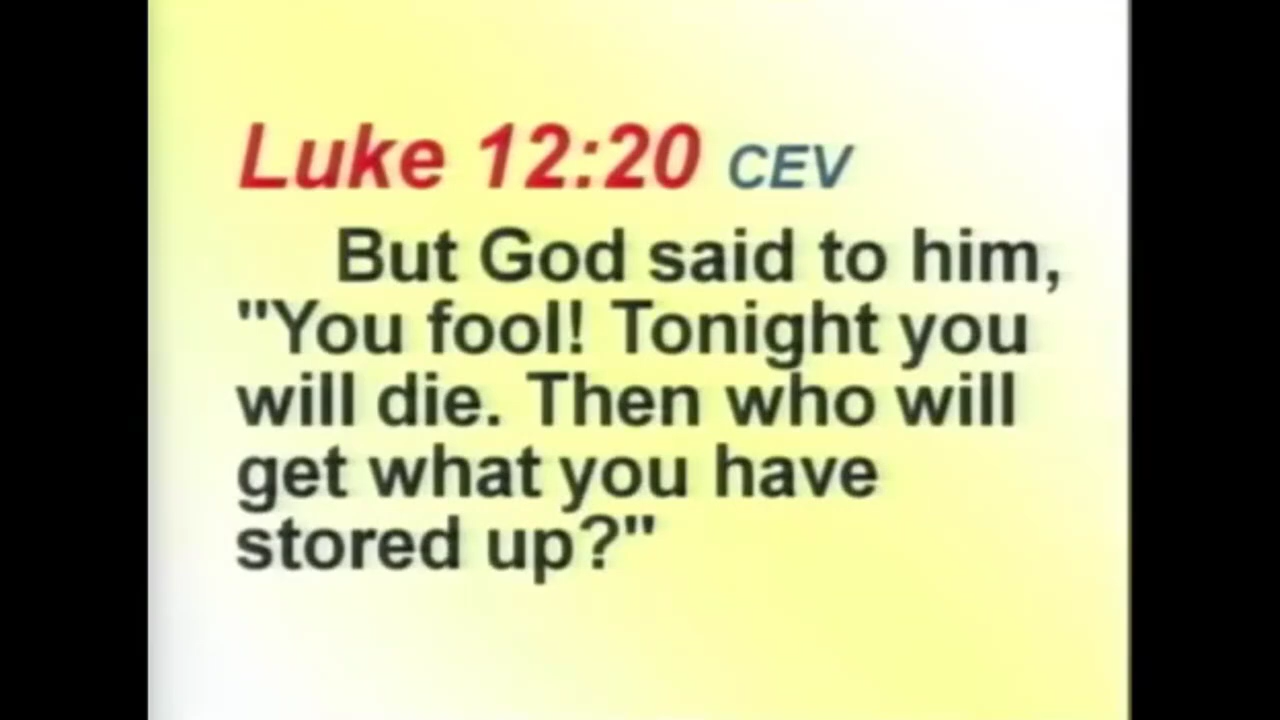 Luke 12:20 CEV
But God said to him,
"You fool! Tonight you
will die. Then who will
get what you have
stored up?"